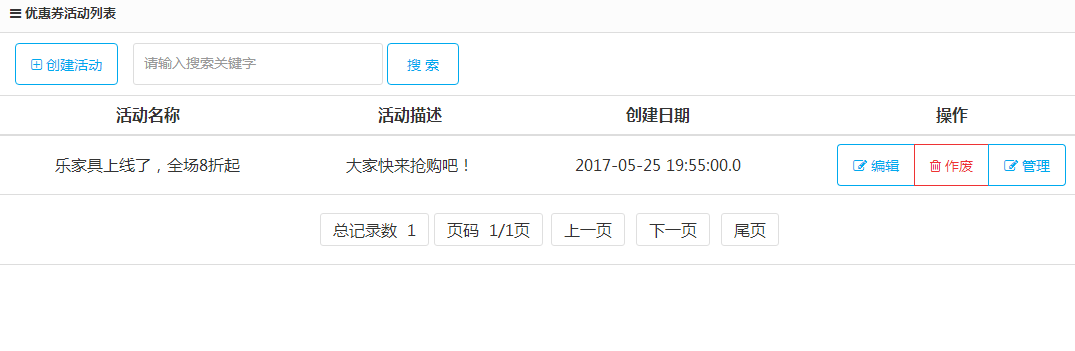 优惠券活动列表
创建活动 请输入搜索关键字 搜 索
活动名称 活动描述 创建日期 操作
乐家具上线了，全场8折起 大家快来抢购吧！ 2017-05-25 19:55:00.0 编辑 作废 管理
总记录数 1 页码 1/1页 上一页 下一页 尾页